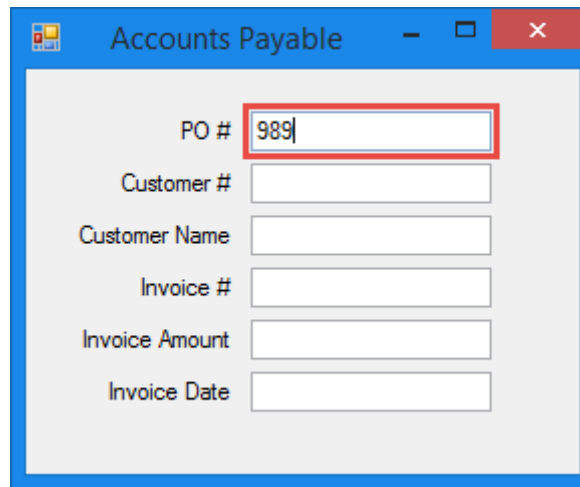 Accounts Payable
PO # 989
Customer #
Customer Name
Invoice #
Invoice Amount
Invoice Date